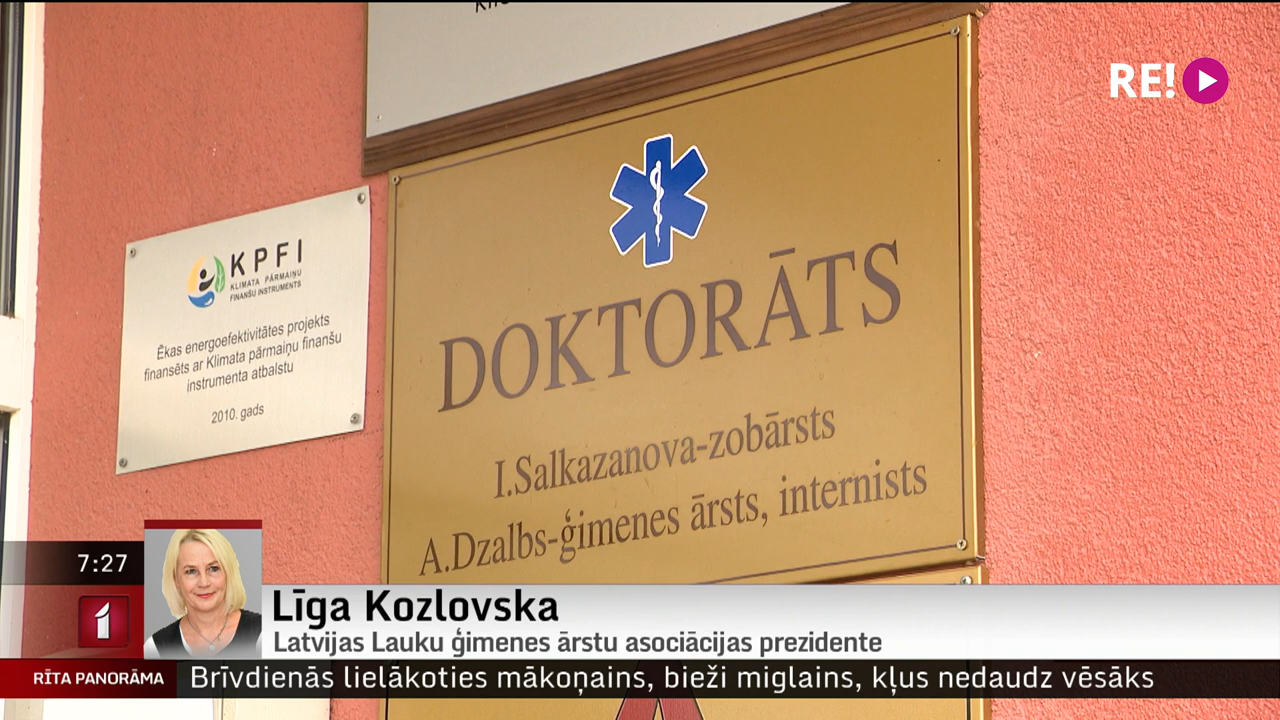 RE!
KPFI
KLIMATA PĀRMAIŅU
FINANŠU INSTRUMENTS
Ēkas energoefektivitātes projekts
finansēts ar Klimata pārmaiņu finanšu
instrumenta atbalstu
2010. gads
DOKTORĀTS
I.Salkazanova-zobārsts
A.Dzalbs-ģimenes ārsts, internists
7:27
1
Līga Kozlovska
Latvijas Lauku ģimenes ārstu asociācijas prezidente
RĪTA PANORĀMA
Brīvdienās lielākoties mākoņains, bieži miglains, kļus nedaudz vēsāks